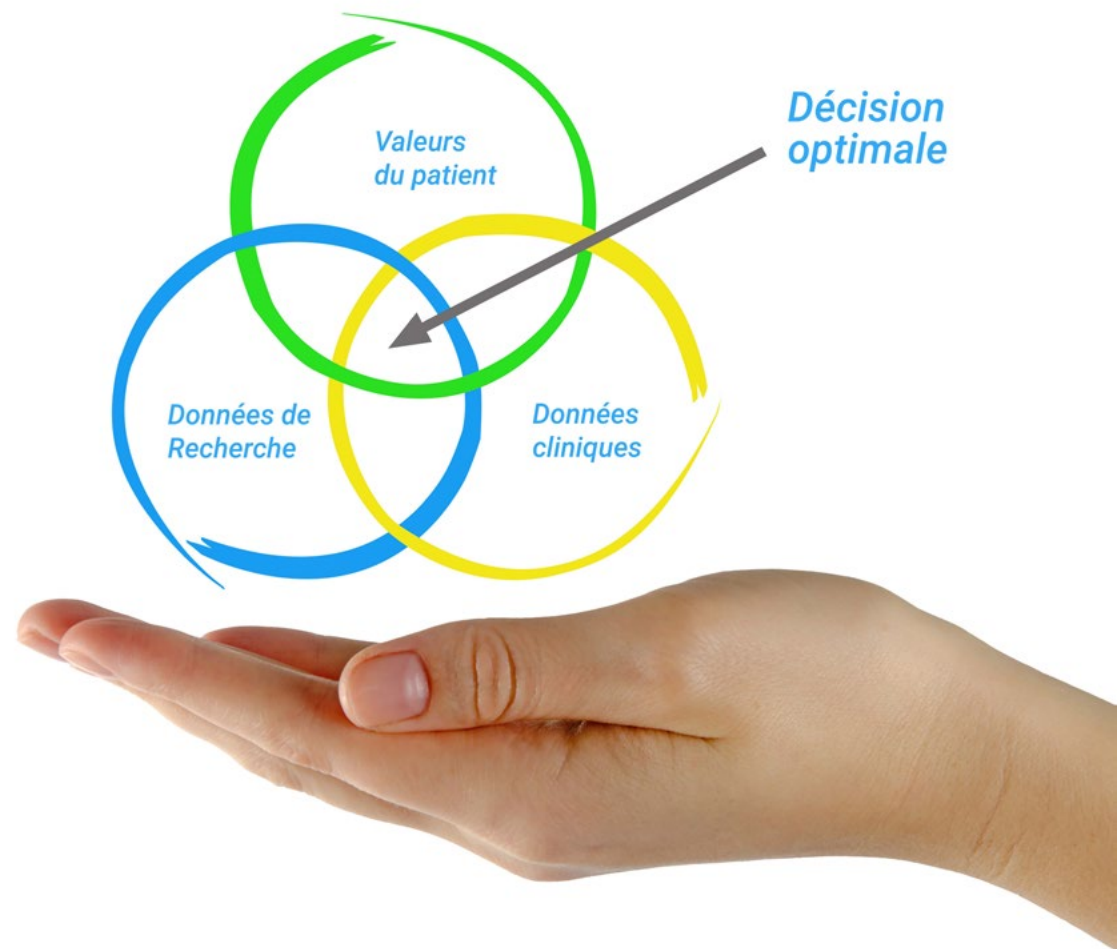 Valeurs
du patient
Décision
optimale
Données de
Recherche
Données
cliniques